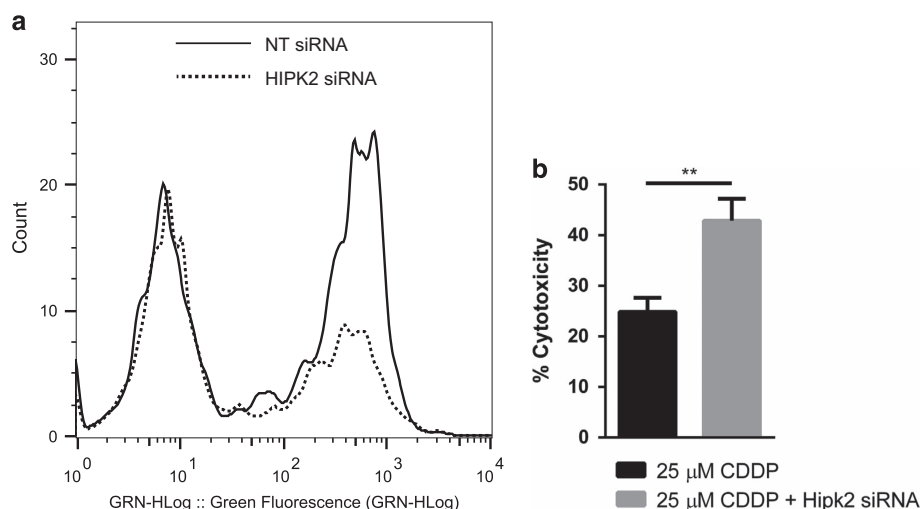 a
NT siRNA
HIPK2 siRNA
30
20
10
0
Count
10^0 10^1 10^2 10^3 10^4
GRN-HLog :: Green Fluorescence (GRN-HLog)
b
**
50
40
30
20
10
0
% Cytotoxicity
25 μM CDDP
25 μM CDDP + Hipk2 siRNA